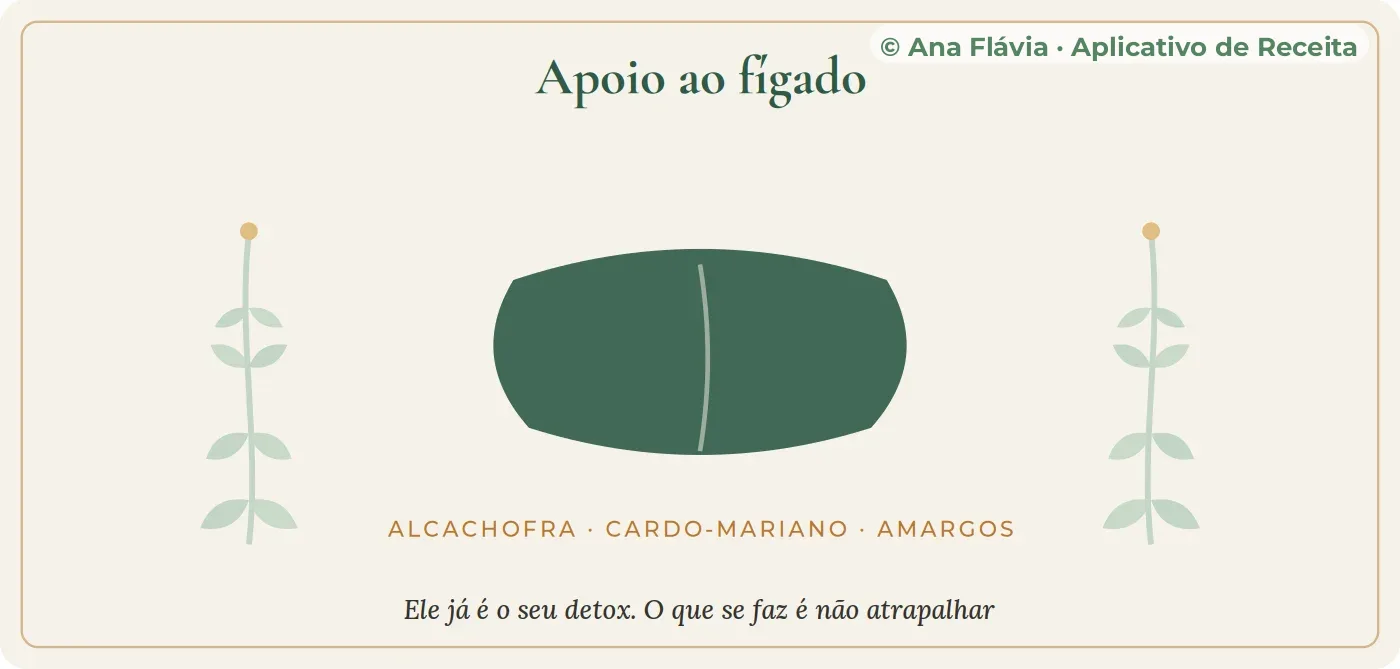 © Ana Flávia · Aplicativo de Receita
Apoio ao fígado
ALCACHOFRA · CARDO-MARIANO · AMARGOS
Ele já é o seu detox. O que se faz é não atrapalhar